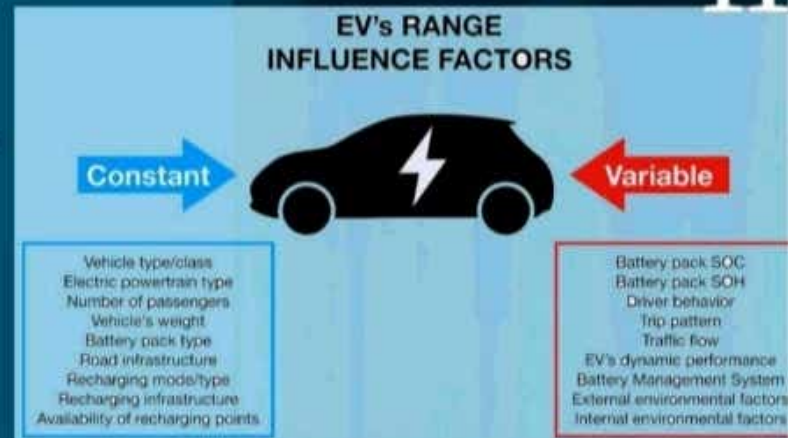 EV's RANGE
INFLUENCE FACTORS
Constant
Variable
Vehicle type/class
Electric powertrain type
Number of passengers
Vehicle's weight
Battery pack type
Road infrastructure
Recharging mode/type
Recharging infrastructure
Availability of recharging points
Battery pack SOC
Battery pack SOH
Driver behavior
Trip pattern
Traffic flow
EV's dynamic performance
Battery Management System
External environmental factors
Internal environmental factors